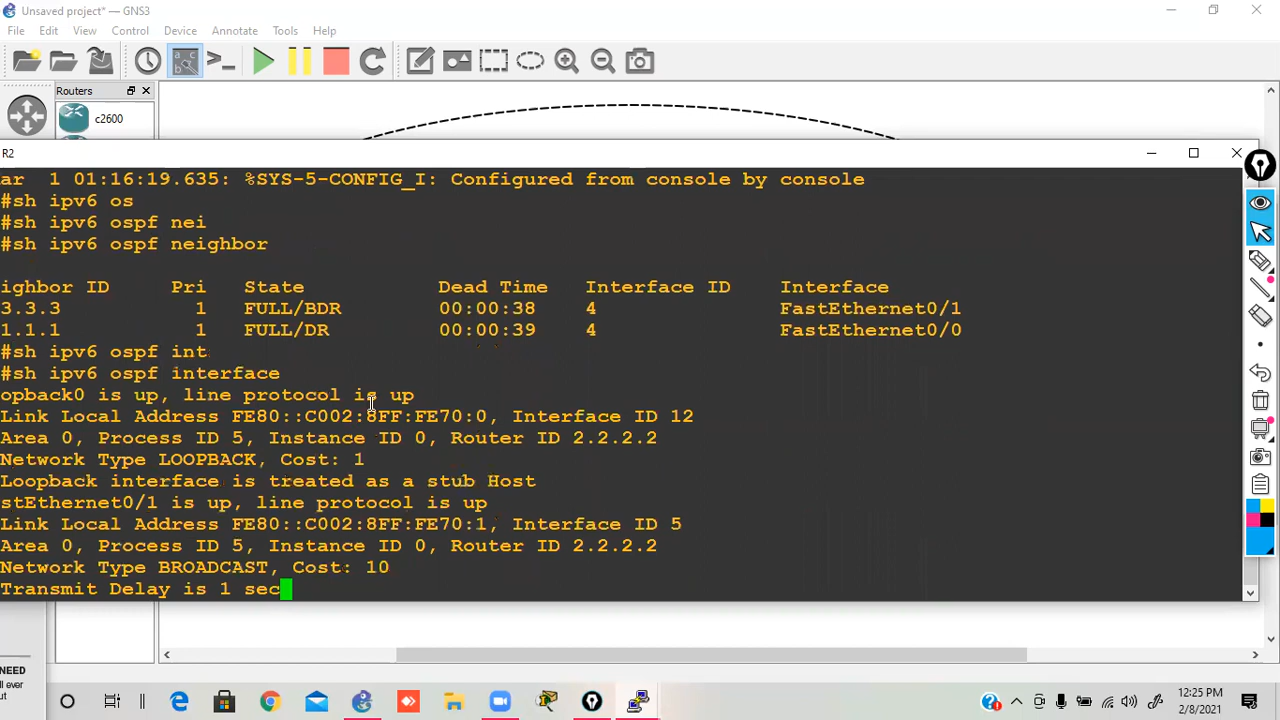 Unsaved project* — GNS3
File Edit View Control Device Annotate Tools Help
Routers
c2600
R2
ar 1 01:16:19.635: %SYS-5-CONFIG_I: Configured from console by console
#sh ipv6 os
#sh ipv6 ospf nei
#sh ipv6 ospf neighbor
ighbor ID Pri State Dead Time Interface ID Interface
3.3.3 1 FULL/BDR 00:00:38 4 FastEthernet0/1
1.1.1 1 FULL/DR 00:00:39 4 FastEthernet0/0
#sh ipv6 ospf int
#sh ipv6 ospf interface
opback0 is up, line protocol is up
Link Local Address FE80::C002:8FF:FE70:0, Interface ID 12
Area 0, Process ID 5, Instance ID 0, Router ID 2.2.2.2
Network Type LOOPBACK, Cost: 1
Loopback interface is treated as a stub Host
stEthernet0/1 is up, line protocol is up
Link Local Address FE80::C002:8FF:FE70:1, Interface ID 5
Area 0, Process ID 5, Instance ID 0, Router ID 2.2.2.2
Network Type BROADCAST, Cost: 10
Transmit Delay is 1 sec
NEED
ll ever
ut
12:25 PM
2/8/2021